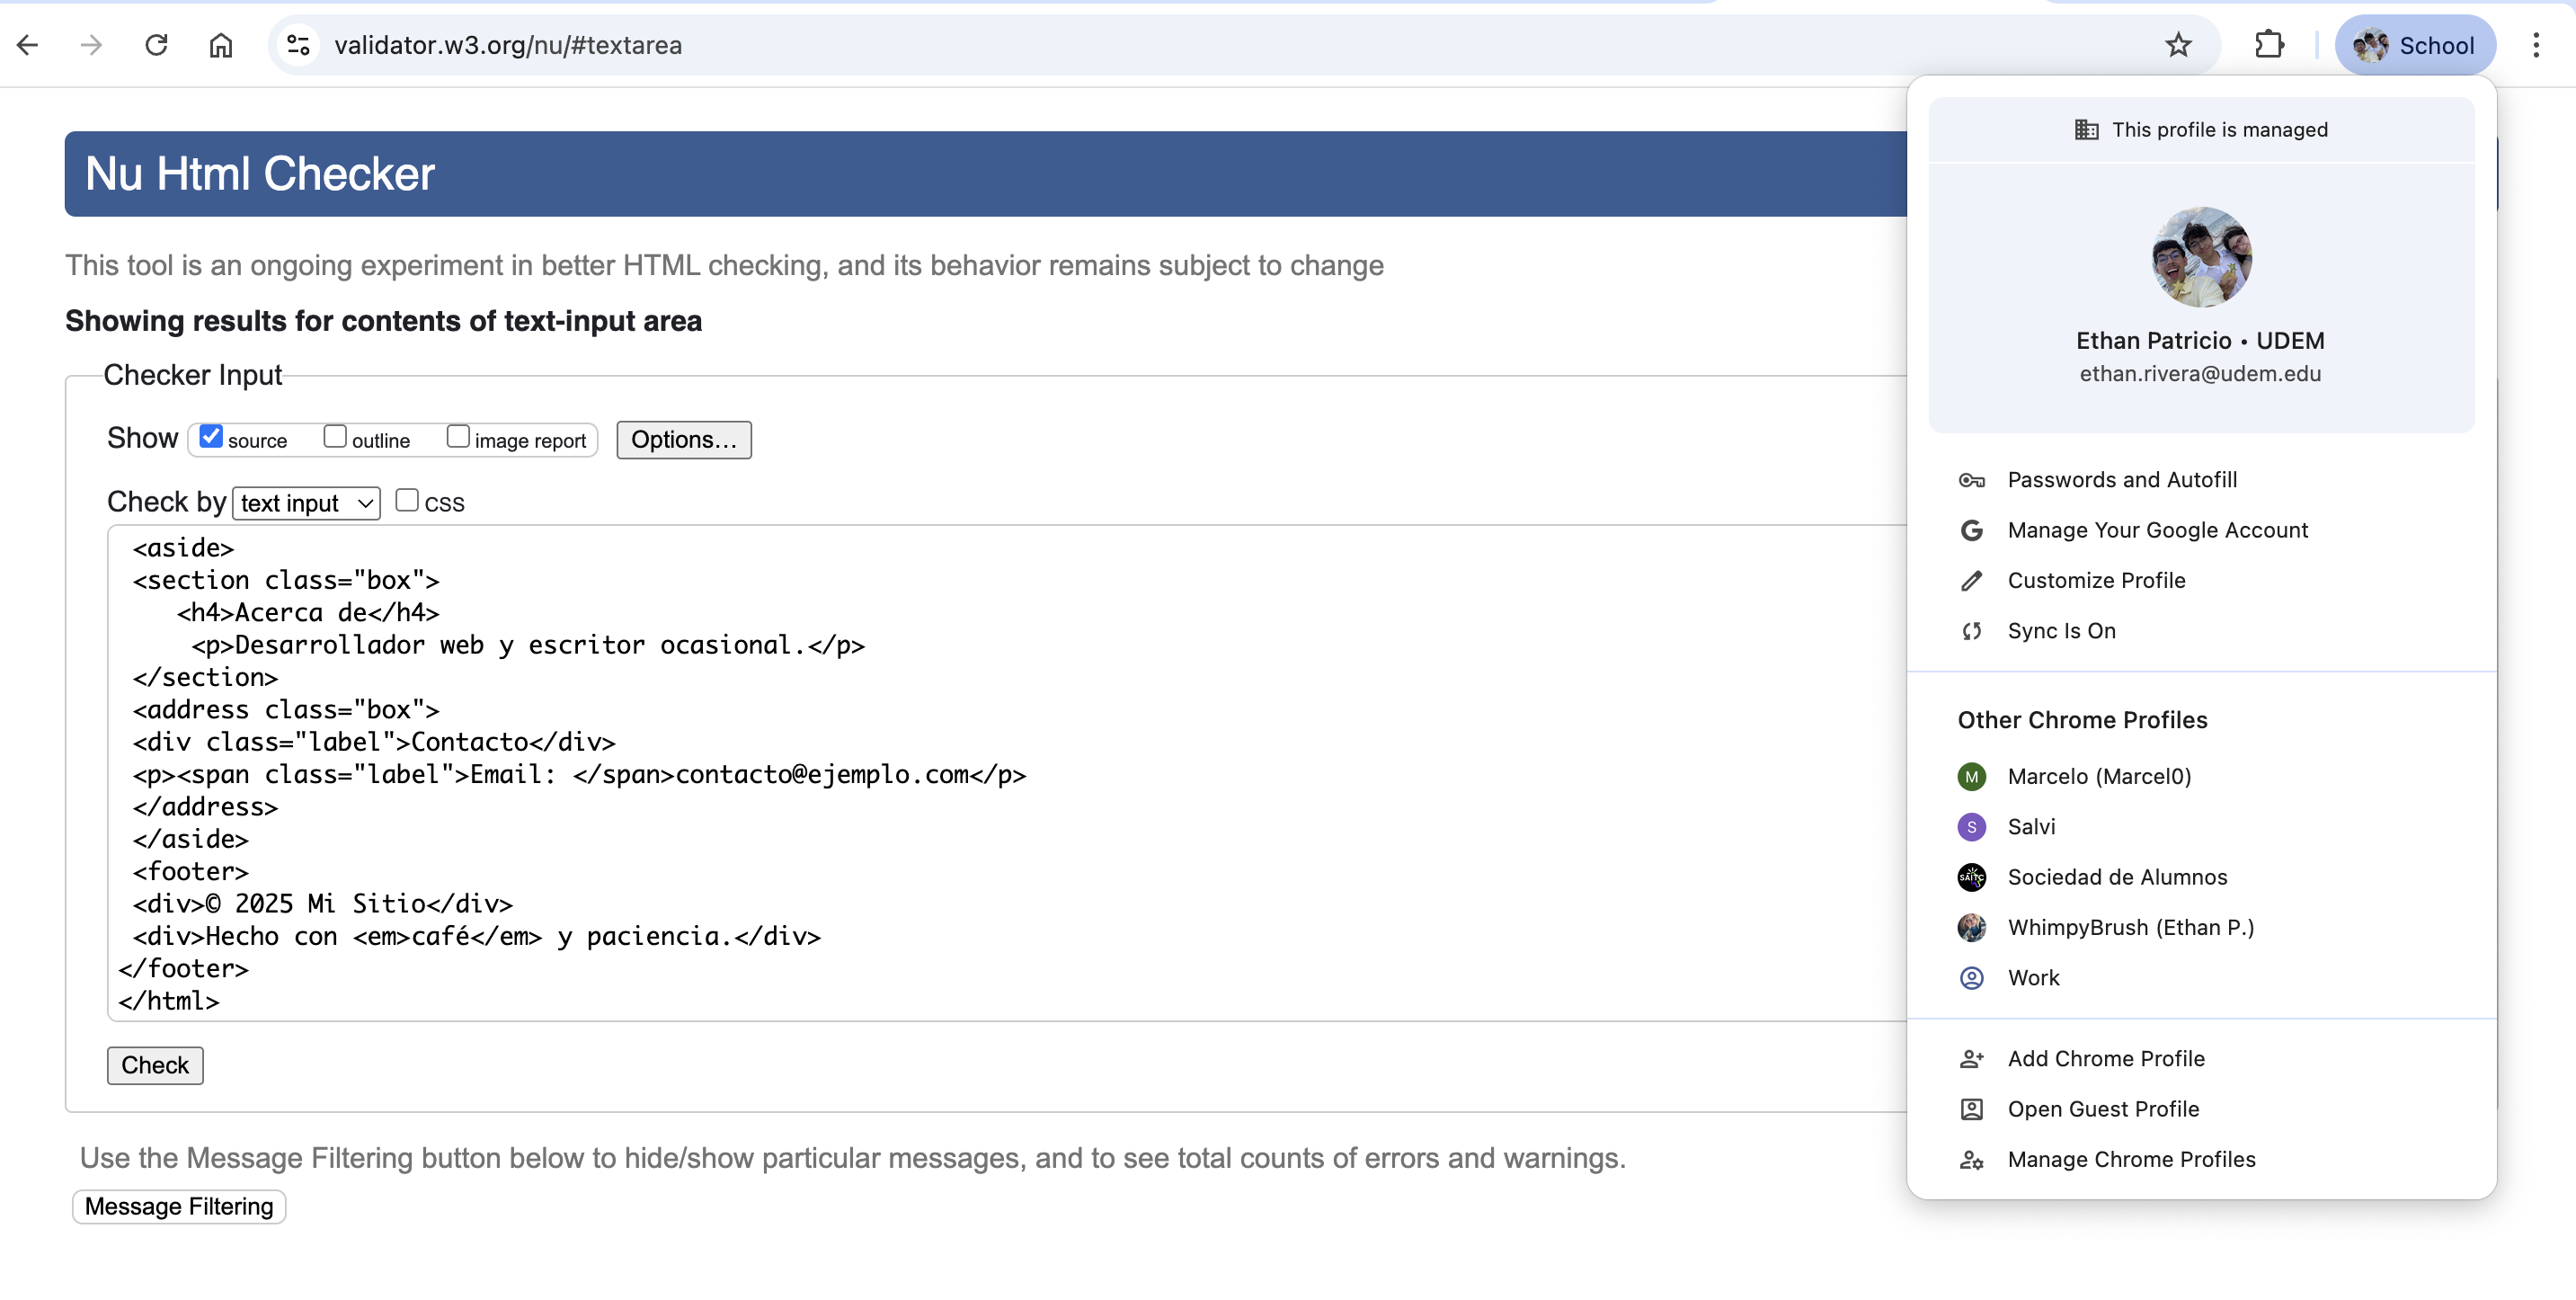 validator.w3.org/nu/#textarea
School
Nu Html Checker
This tool is an ongoing experiment in better HTML checking, and its behavior remains subject to change
Showing results for contents of text-input area
Checker Input
Show source outline image report Options...
Check by text input CSS
<aside>
<section class="box">
<h4>Acerca de</h4>
<p>Desarrollador web y escritor ocasional.</p>
</section>
<address class="box">
<div class="label">Contacto</div>
<p><span class="label">Email: </span>contacto@ejemplo.com</p>
</address>
</aside>
<footer>
<div>© 2025 Mi Sitio</div>
<div>Hecho con <em>café</em> y paciencia.</div>
</footer>
</html>
Check
Use the Message Filtering button below to hide/show particular messages, and to see total counts of errors and warnings.
Message Filtering
This profile is managed
Ethan Patricio • UDEM
ethan.rivera@udem.edu
Passwords and Autofill
G Manage Your Google Account
Customize Profile
Sync Is On
Other Chrome Profiles
M Marcelo (Marcel0)
S Salvi
SAITC Sociedad de Alumnos
WhimpyBrush (Ethan P.)
Work
Add Chrome Profile
Open Guest Profile
Manage Chrome Profiles